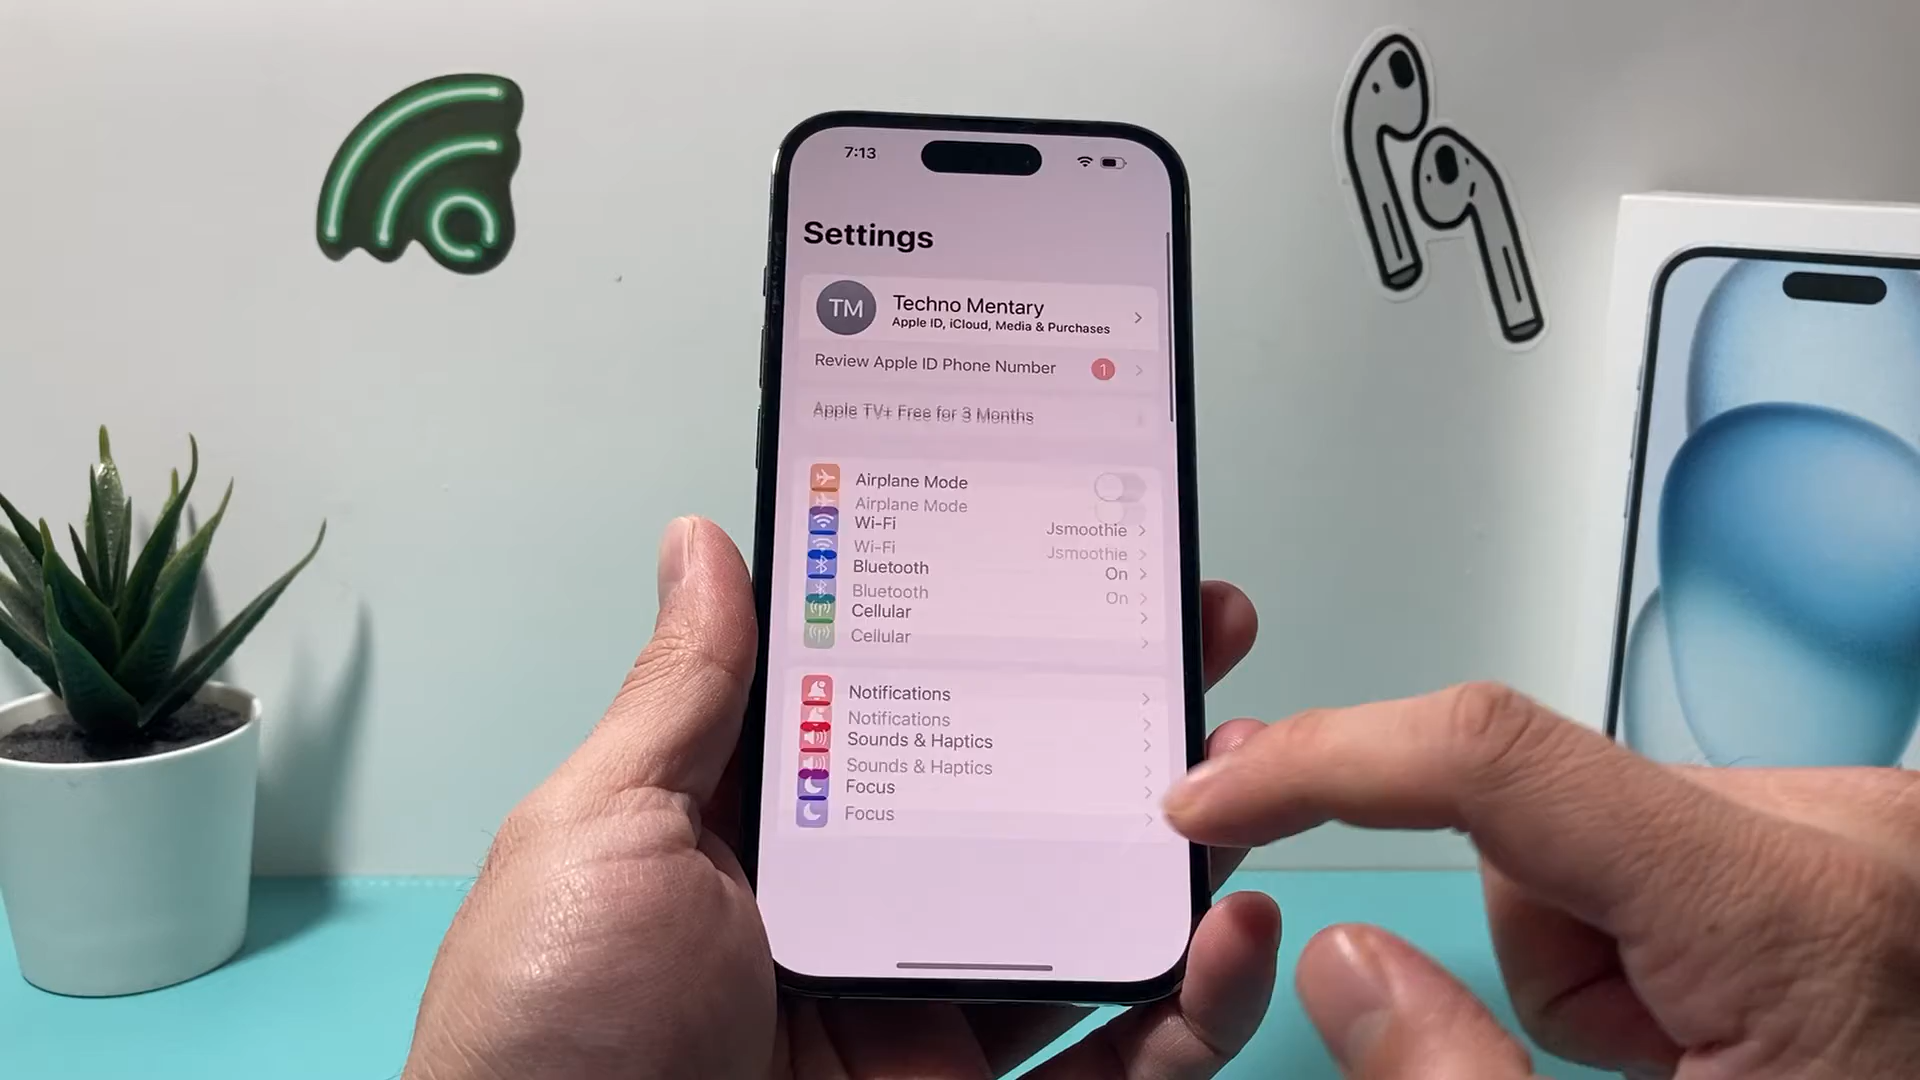 7:13
Settings
TM
Techno Mentary
Apple ID, iCloud, Media & Purchases
Review Apple ID Phone Number 1
Apple TV+ Free for 3 Months
Airplane Mode
Airplane Mode
Wi-Fi Jsmoothie
Wi-Fi Jsmoothie
Bluetooth On
Bluetooth On
Cellular
Cellular
Notifications
Notifications
Sounds & Haptics
Sounds & Haptics
Focus
Focus